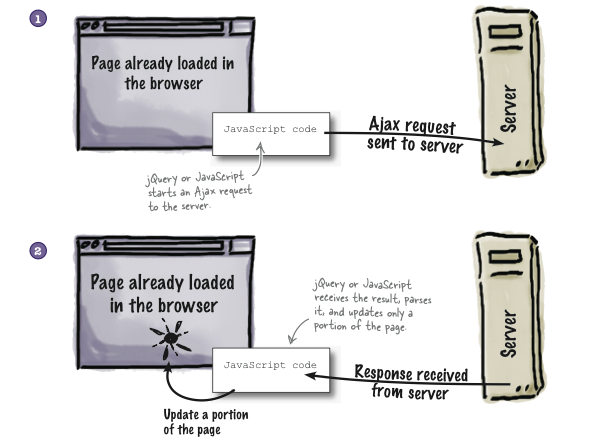 1
Page already loaded in
the browser
JavaScript code
Ajax request
sent to server
Server
jQuery or JavaScript
starts an Ajax request
to the server.
2
Page already loaded
in the browser
jQuery or JavaScript
receives the result, parses
it, and updates only a
portion of the page.
JavaScript code
Response received
from server
Server
Update a portion
of the page